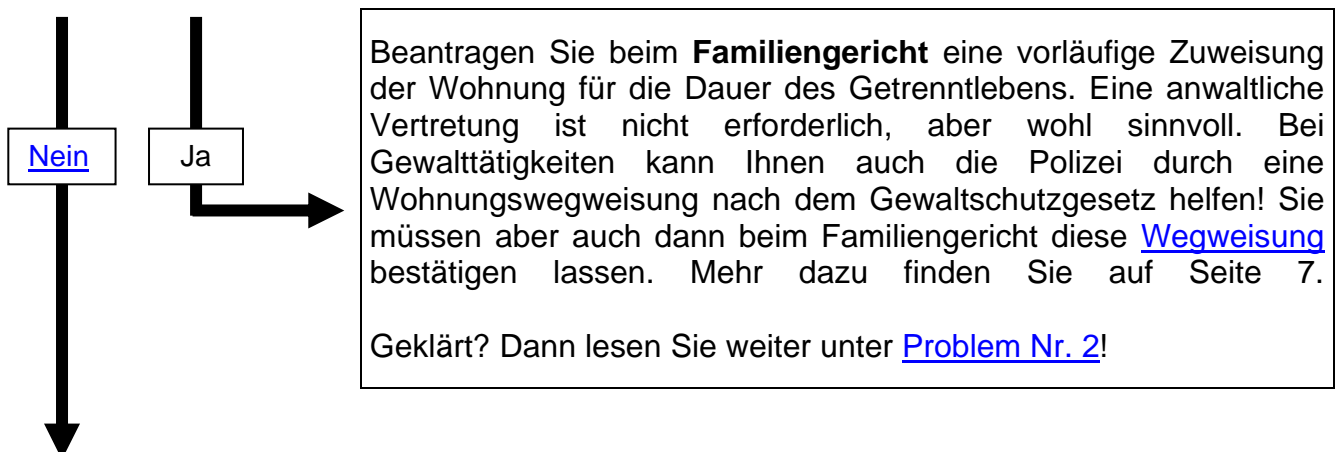 Beantragen Sie beim Familiengericht eine vorläufige Zuweisung
der Wohnung für die Dauer des Getrenntlebens. Eine anwaltliche
Vertretung ist nicht erforderlich, aber wohl sinnvoll. Bei
Gewalttätigkeiten kann Ihnen auch die Polizei durch eine
Wohnungswegweisung nach dem Gewaltschutzgesetz helfen! Sie
müssen aber auch dann beim Familiengericht diese Wegweisung
bestätigen lassen. Mehr dazu finden Sie auf Seite 7.
Geklärt? Dann lesen Sie weiter unter Problem Nr. 2!
Nein
Ja